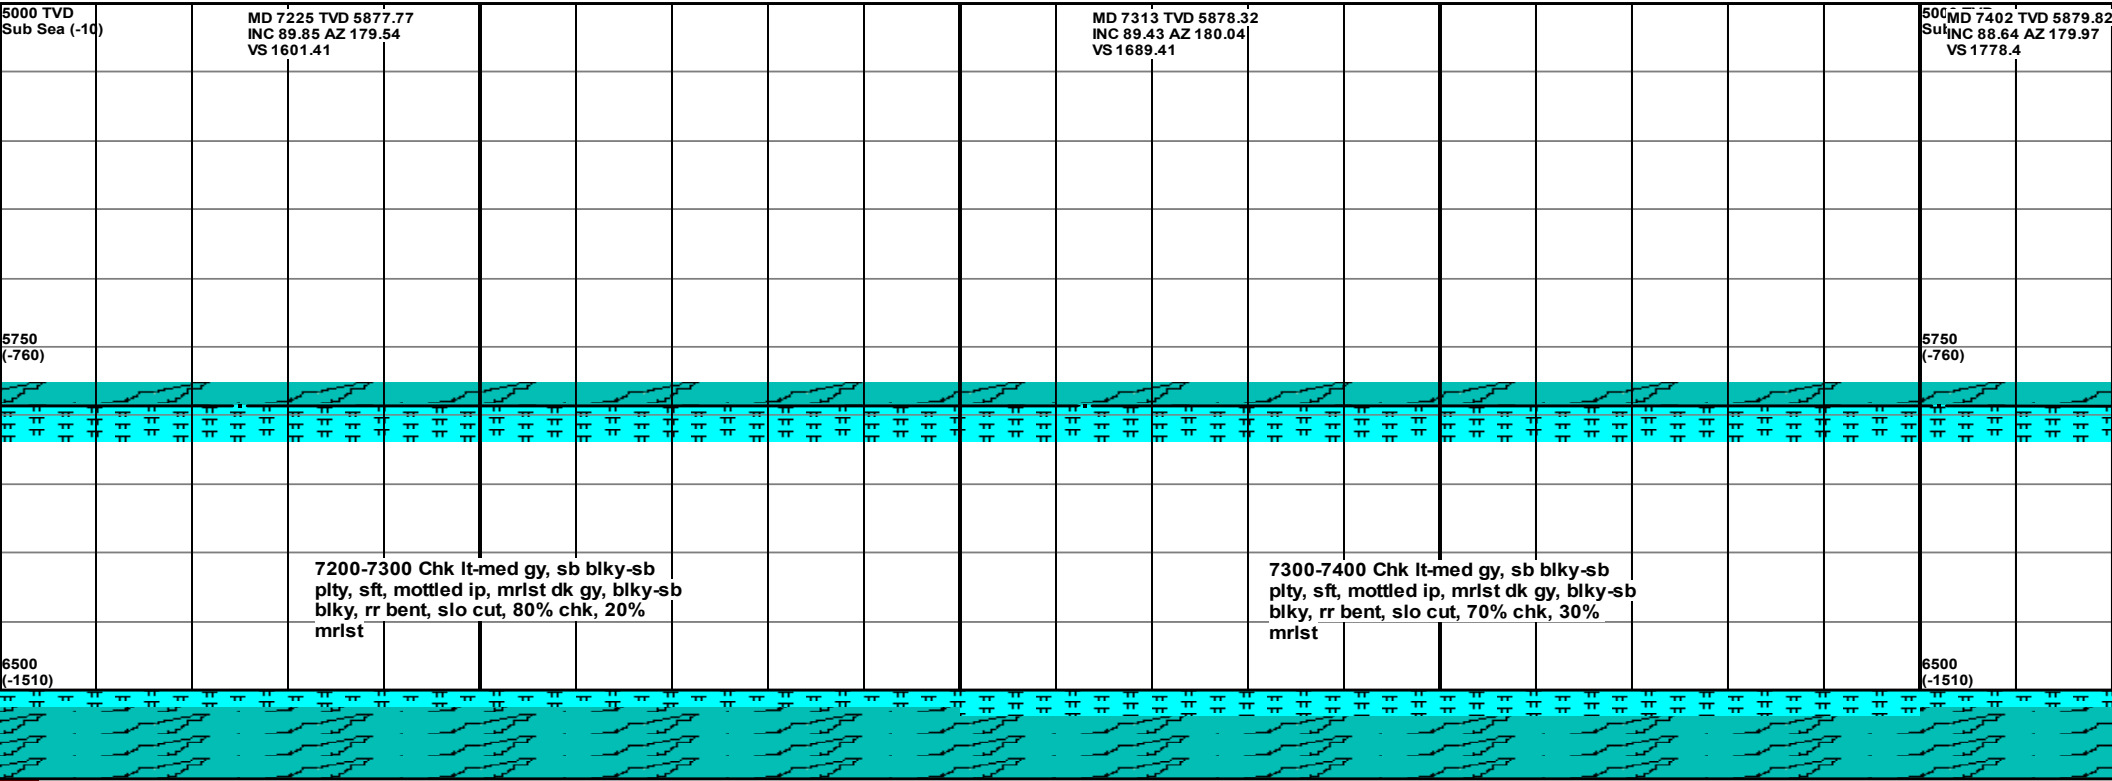 5000 TVD
Sub Sea (-10)
MD 7225 TVD 5877.77
INC 89.85 AZ 179.54
VS 1601.41
MD 7313 TVD 5878.32
INC 89.43 AZ 180.04
VS 1689.41
MD 7402 TVD 5879.82
INC 88.64 AZ 179.97
VS 1778.4
5750
(-760)
5750
(-760)
7200-7300 Chk lt-med gy, sb blky-sb
plty, sft, mottled ip, mrlst dk gy, blky-sb
blky, rr bent, slo cut, 80% chk, 20%
mrlst
7300-7400 Chk lt-med gy, sb blky-sb
plty, sft, mottled ip, mrlst dk gy, blky-sb
blky, rr bent, slo cut, 70% chk, 30%
mrlst
6500
(-1510)
6500
(-1510)